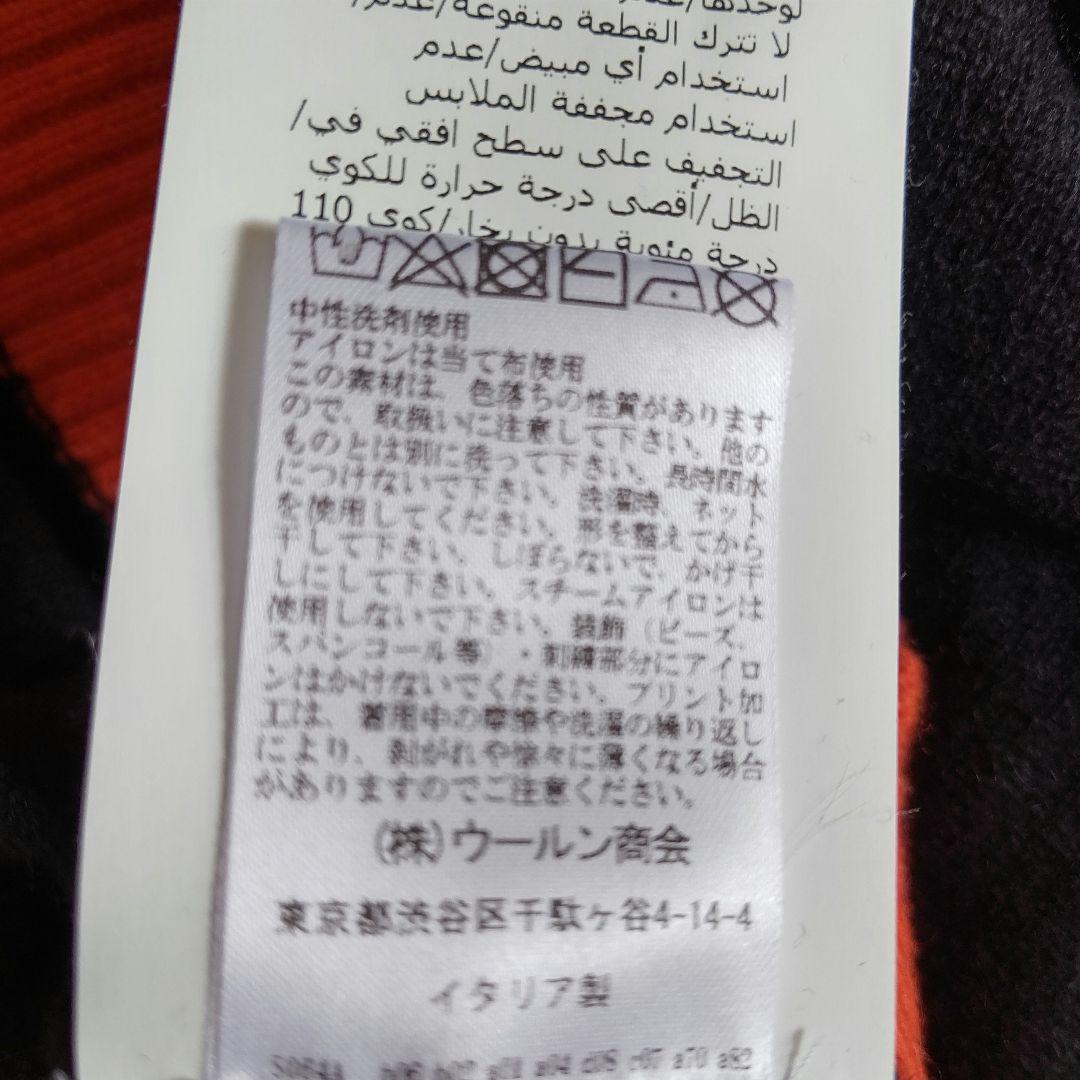 لا تترك القطعة منقوعة/عدم/
استخدام أي مبيض/عدم
استخدام مجففة الملابس
التجفيف على سطح افقي في/
الظل/أقصى درجة حرارة للكوي
110 درجة مئوية بدون بخار/كوي
中性洗剤使用
アイロンは当て布使用
この素材は、色落ちの性質があります
ので、取扱いに注意して下さい。他の
ものとは別に洗って下さい。長時間水
につけないで下さい。洗濯時、ネット
を使用してください。形を整えてから
干して下さい。しぼらないで、かげ干
しにして下さい。スチームアイロンは
使用しないで下さい。装飾（ビーズ、
スパンコール等）・刺繍部分にアイロ
ンはかけないでください。プリント加
工は、着用中の摩擦や洗濯の繰り返し
により、剥がれや徐々に薄くなる場合
がありますのでご注意ください。
(株)ウールン商会
東京都渋谷区千駄ヶ谷4-14-4
イタリア製
a70 a82